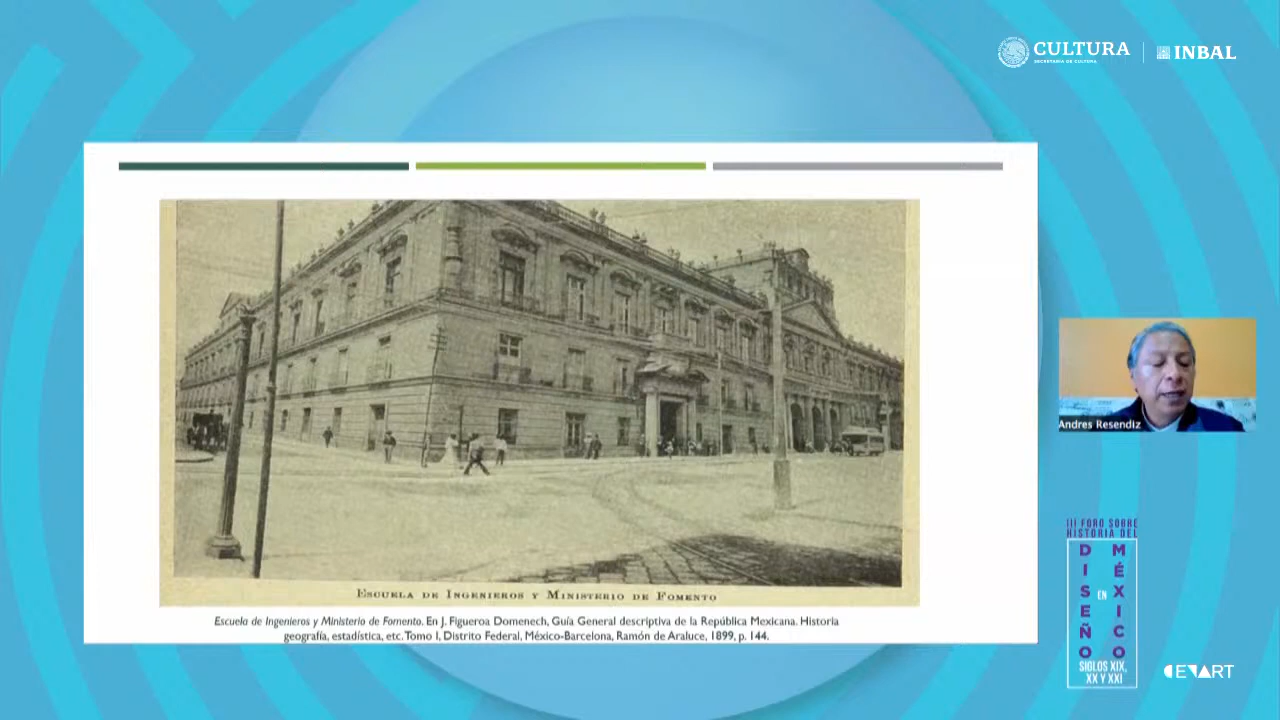 CULTURA
SECRETARÍA DE CULTURA
INBAL
ESCUELA DE INGENIEROS Y MINISTERIO DE FOMENTO
Escuela de Ingenieros y Ministerio de Fomento. En J. Figueroa Domenech, Guía General descriptiva de la República Mexicana. Historia
geografía, estadística, etc. Tomo I, Distrito Federal, México-Barcelona, Ramón de Araluce, 1899, p. 144.
Andres Resendiz
III FORO SOBRE
HISTORIA DEL
DISEÑO
EN
MÉXICO
SIGLOS XIX,
XX Y XXI
CENART